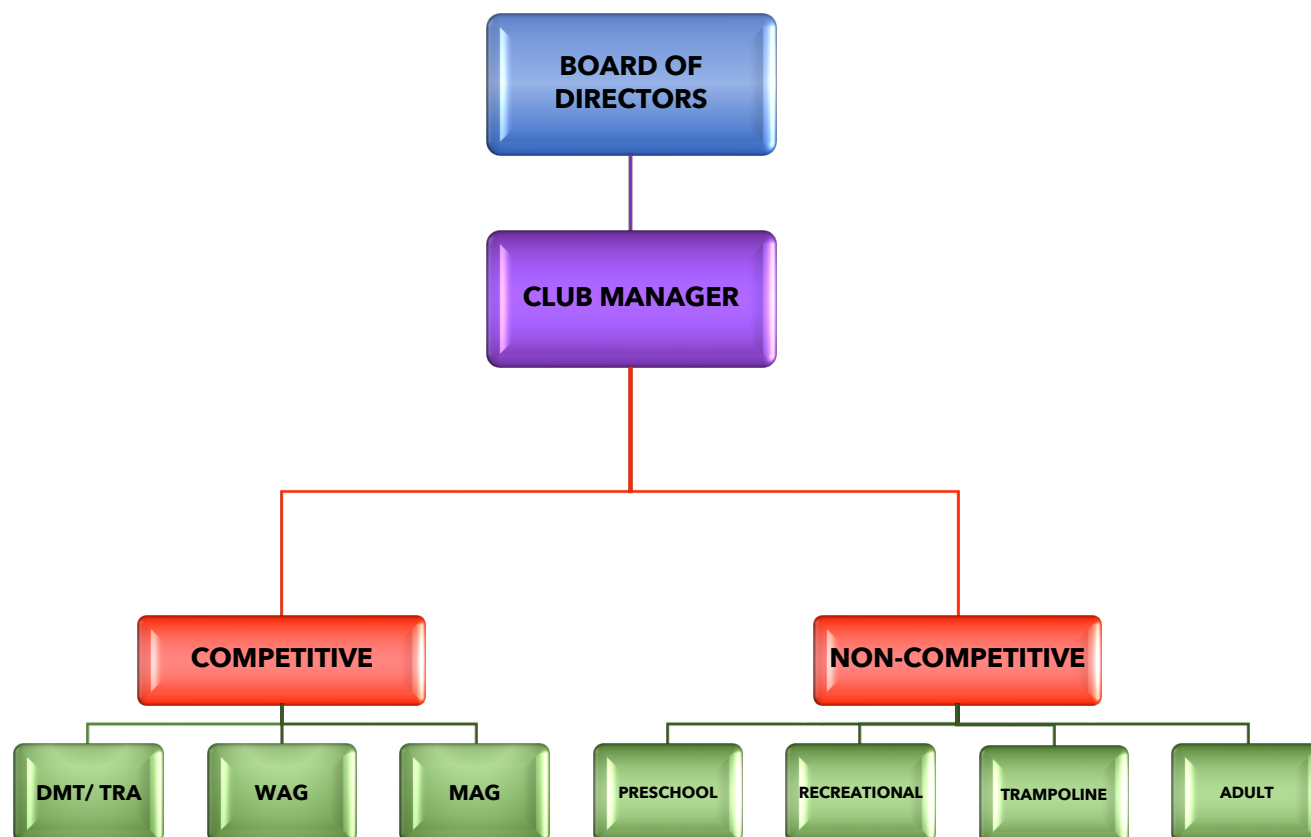 BOARD OF
DIRECTORS
CLUB MANAGER
COMPETITIVE
NON-COMPETITIVE
DMT/ TRA
WAG
MAG
PRESCHOOL
RECREATIONAL
TRAMPOLINE
ADULT